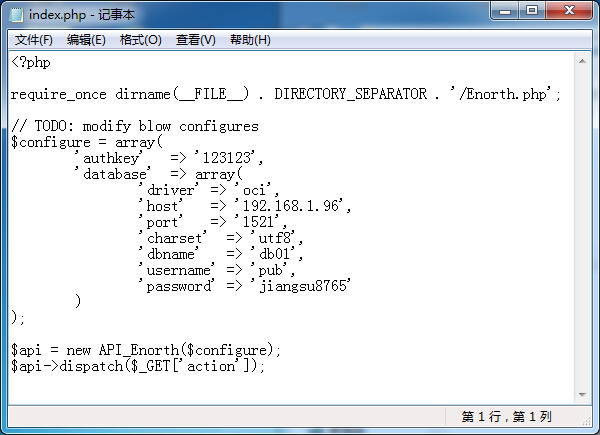 index.php - 记事本
文件(F) 编辑(E) 格式(O) 查看(V) 帮助(H)
<?php
require_once dirname(__FILE__) . DIRECTORY_SEPARATOR . '/Enorth.php';
// TODO: modify blow configures
$configure = array(
        'authkey'   => '123123',
        'database'  => array(
                'driver'  => 'oci',
                'host'    => '192.168.1.96',
                'port'    => '1521',
                'charset'  => 'utf8',
                'dbname'   => 'db01',
                'username' => 'pub',
                'password' => 'jiangsu8765'
        )
);
$api = new API_Enorth($configure);
$api->dispatch($_GET['action']);
第 1 行，第 1 列